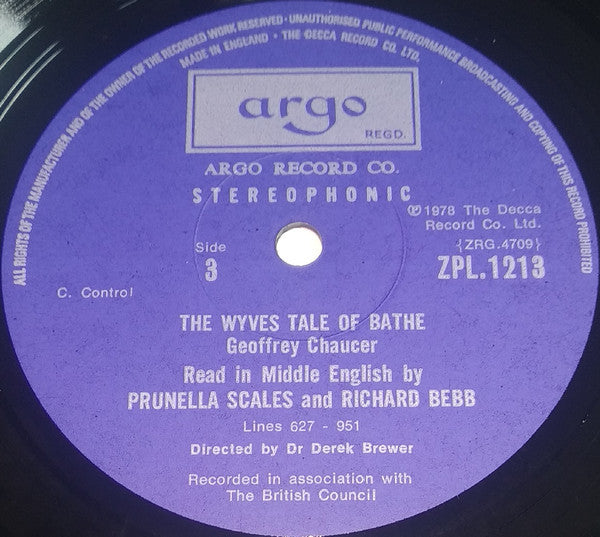 ALL RIGHTS OF THE MANUFACTURER AND OF THE OWNER OF THE RECORDED WORK RESERVED · UNAUTHORISED PUBLIC PERFORMANCE BROADCASTING AND COPYING OF THIS RECORD PROHIBITED
MADE IN ENGLAND · THE DECCA RECORD CO. LTD.
argo
REGD.
ARGO RECORD CO.
STEREOPHONIC
℗1978 The Decca
Record Co. Ltd.
Side
3
{ZRG.4709}
ZPL.1213
C. Control
THE WYVES TALE OF BATHE
Geoffrey Chaucer
Read in Middle English by
PRUNELLA SCALES and RICHARD BEBB
Lines 627 - 951
Directed by Dr Derek Brewer
Recorded in association with
The British Council